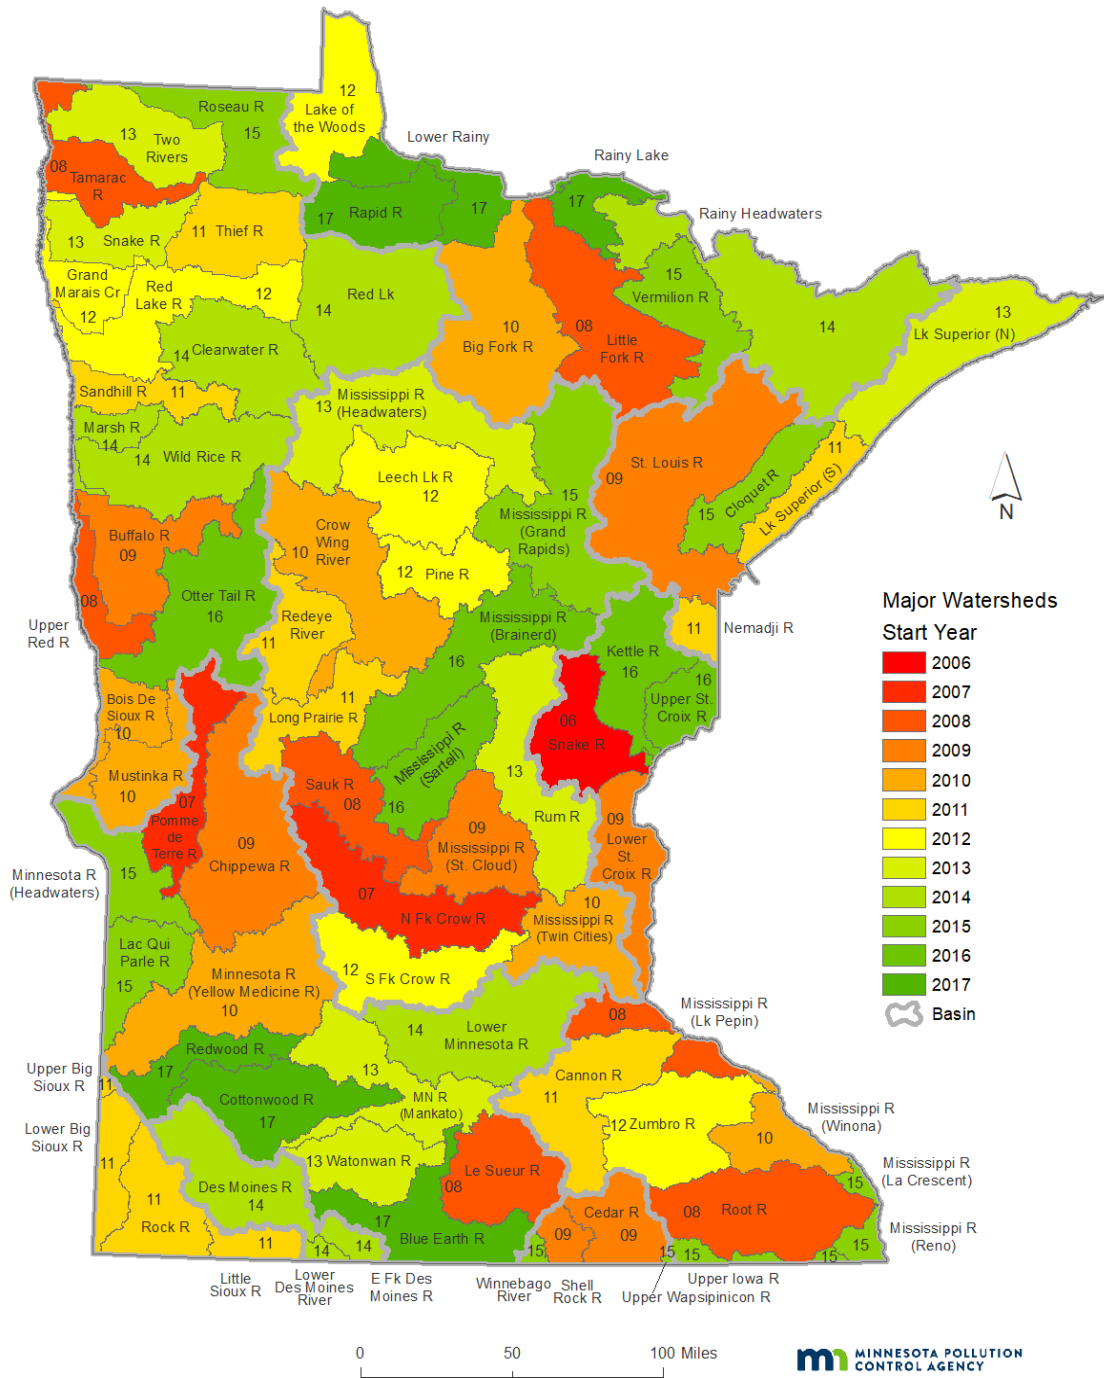 12
Lake of
the Woods
Roseau R
15
13
Two
Rivers
Lower Rainy
Rainy Lake
08
Tamarac
R
17
Rapid R
17
17
Rainy Headwaters
11
Thief R
13
Snake R
Grand
Marais Cr
12
Red
Lake R
12
14
Red Lk
15
Vermilion R
14
13
Lk Superior (N)
10
Big Fork R
08
Little
Fork R
14
Clearwater R
Sandhill R
11
13
Mississippi R
(Headwaters)
Marsh R
14
14
Wild Rice R
Leech Lk R
12
St. Louis R
09
11
Lk Superior (S)
Cloquet R
15
15
Mississippi R
(Grand
Rapids)
N
Crow
Wing
River
10
Buffalo R
09
08
12
Pine R
Otter Tail R
16
Redeye
River
11
Mississippi R
(Brainerd)
16
Upper
Red R
11
Nemadji R
Kettle R
16
16
Upper St.
Croix R
Major Watersheds
Start Year
2006
2007
2008
2009
2010
2011
2012
2013
2014
2015
2016
2017
Basin
Bois De
Sioux R
10
11
Long Prairie R
06
Snake R
Mississippi R
(Sartell)
16
13
Rum R
Mustinka R
10
Sauk R
08
07
Pomme
de
Terre R
09
Chippewa R
09
Mississippi R
(St. Cloud)
09
Lower
St.
Croix R
Minnesota R
(Headwaters)
15
07
N Fk Crow R
10
Mississippi R
(Twin Cities)
Lac Qui
Parle R
15
Minnesota R
(Yellow Medicine R)
10
12
S Fk Crow R
14
Lower
Minnesota R
08
Mississippi R
(Lk Pepin)
Redwood R
17
13
Cannon R
11
Upper Big
Sioux R
11
Cottonwood R
17
MN R
(Mankato)
12
Zumbro R
Mississippi R
(Winona)
10
Lower Big
Sioux R
11
13
Watonwan R
Le Sueur R
08
Mississippi R
(La Crescent)
15
Des Moines R
14
11
Rock R
11
17
Blue Earth R
Cedar R
09
09
08
Root R
Mississippi R
(Reno)
15
14
14
15
15
15
15
Little
Sioux R
Lower
Des Moines
River
E Fk Des
Moines R
Winnebago
River
Shell
Rock R
Upper Iowa R
Upper Wapsipinicon R
0
50
100 Miles
MINNESOTA POLLUTION
CONTROL AGENCY